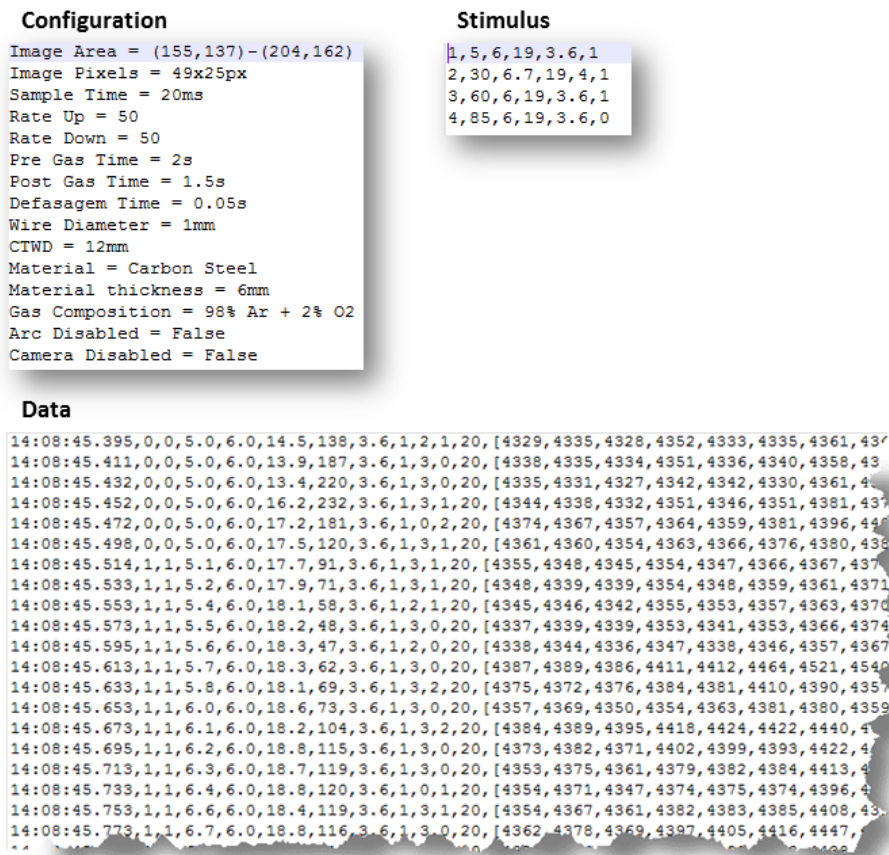 Configuration
Image Area = (155,137)-(204,162)
Image Pixels = 49x25px
Sample Time = 20ms
Rate Up = 50
Rate Down = 50
Pre Gas Time = 2s
Post Gas Time = 1.5s
Defasagem Time = 0.05s
Wire Diameter = 1mm
CTWD = 12mm
Material = Carbon Steel
Material thickness = 6mm
Gas Composition = 98% Ar + 2% O2
Arc Disabled = False
Camera Disabled = False
Stimulus
1,5,6,19,3.6,1
2,30,6.7,19,4,1
3,60,6,19,3.6,1
4,85,6,19,3.6,0
Data
14:08:45.395,0,0,5.0,6.0,14.5,138,3.6,1,2,1,20,[4329,4335,4328,4352,4333,4335,4361,
14:08:45.411,0,0,5.0,6.0,13.9,187,3.6,1,3,0,20,[4338,4335,4334,4351,4336,4340,4358,
14:08:45.432,0,0,5.0,6.0,13.4,220,3.6,1,3,0,20,[4335,4331,4327,4342,4342,4330,4361,
14:08:45.452,0,0,5.0,6.0,16.2,232,3.6,1,3,1,20,[4344,4338,4332,4351,4346,4351,4381,
14:08:45.472,0,0,5.0,6.0,17.2,181,3.6,1,0,2,20,[4374,4367,4357,4364,4359,4381,4396,
14:08:45.498,0,0,5.0,6.0,17.5,120,3.6,1,3,1,20,[4361,4360,4354,4363,4366,4376,4380,
14:08:45.514,1,1,5.1,6.0,17.7,91,3.6,1,3,1,20,[4355,4348,4345,4354,4347,4366,4367,
14:08:45.533,1,1,5.2,6.0,17.9,71,3.6,1,3,1,20,[4348,4339,4339,4354,4348,4359,4361,4371
14:08:45.553,1,1,5.4,6.0,18.1,58,3.6,1,2,1,20,[4345,4346,4342,4355,4353,4357,4363,4370
14:08:45.573,1,1,5.5,6.0,18.2,48,3.6,1,3,0,20,[4337,4339,4339,4353,4341,4353,4366,4374
14:08:45.595,1,1,5.6,6.0,18.3,47,3.6,1,2,0,20,[4338,4344,4336,4347,4338,4346,4357,4367
14:08:45.613,1,1,5.7,6.0,18.3,62,3.6,1,3,0,20,[4387,4389,4386,4411,4412,4464,4521,4540
14:08:45.633,1,1,5.8,6.0,18.1,69,3.6,1,3,2,20,[4375,4372,4376,4384,4381,4410,4390,4357
14:08:45.653,1,1,6.0,6.0,18.6,73,3.6,1,3,0,20,[4357,4369,4350,4354,4363,4381,4380,4359
14:08:45.673,1,1,6.1,6.0,18.2,104,3.6,1,3,2,20,[4384,4389,4395,4418,4424,4422,4440,
14:08:45.695,1,1,6.2,6.0,18.8,115,3.6,1,3,0,20,[4373,4382,4371,4402,4399,4393,4422,
14:08:45.713,1,1,6.3,6.0,18.7,119,3.6,1,3,0,20,[4353,4375,4361,4379,4382,4384,4413,
14:08:45.733,1,1,6.4,6.0,18.8,120,3.6,1,0,1,20,[4354,4371,4347,4374,4375,4374,4396,
14:08:45.753,1,1,6.6,6.0,18.4,119,3.6,1,3,1,20,[4354,4367,4361,4382,4383,4385,4408,
14:08:45.773,1,1,6.7,6.0,18.8,116,3.6,1,3,0,20,[4362,4378,4369,4397,4405,4416,4447,